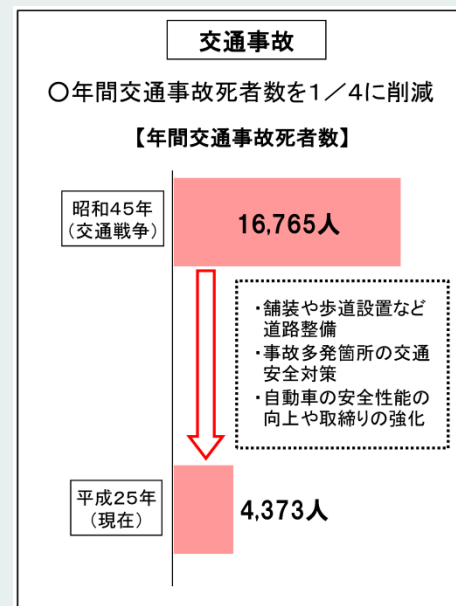 交通事故
〇年間交通事故死者数を1／4に削減
【年間交通事故死者数】
昭和45年
（交通戦争）
16,765人
・舗装や歩道設置など
道路整備
・事故多発箇所の交通
安全対策
・自動車の安全性能の
向上や取締りの強化
平成25年
（現在）
4,373人